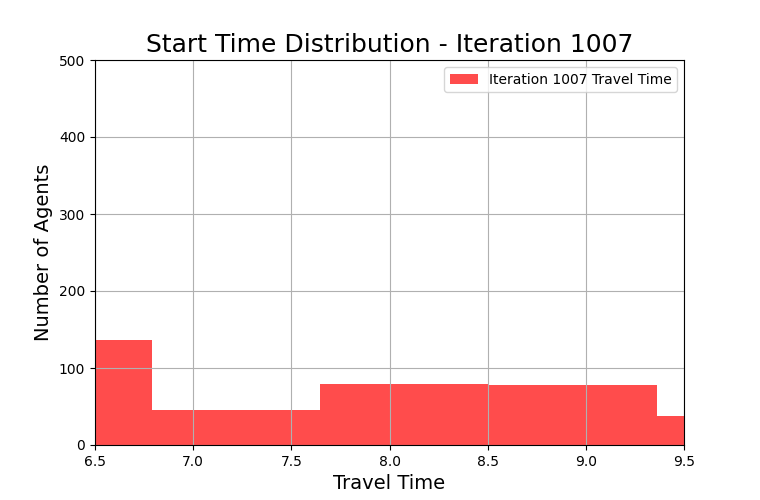 Start Time Distribution - Iteration 1007
500
Iteration 1007 Travel Time
400
300
200
100
0
Number of Agents
6.5 7.0 7.5 8.0 8.5 9.0 9.5
Travel Time